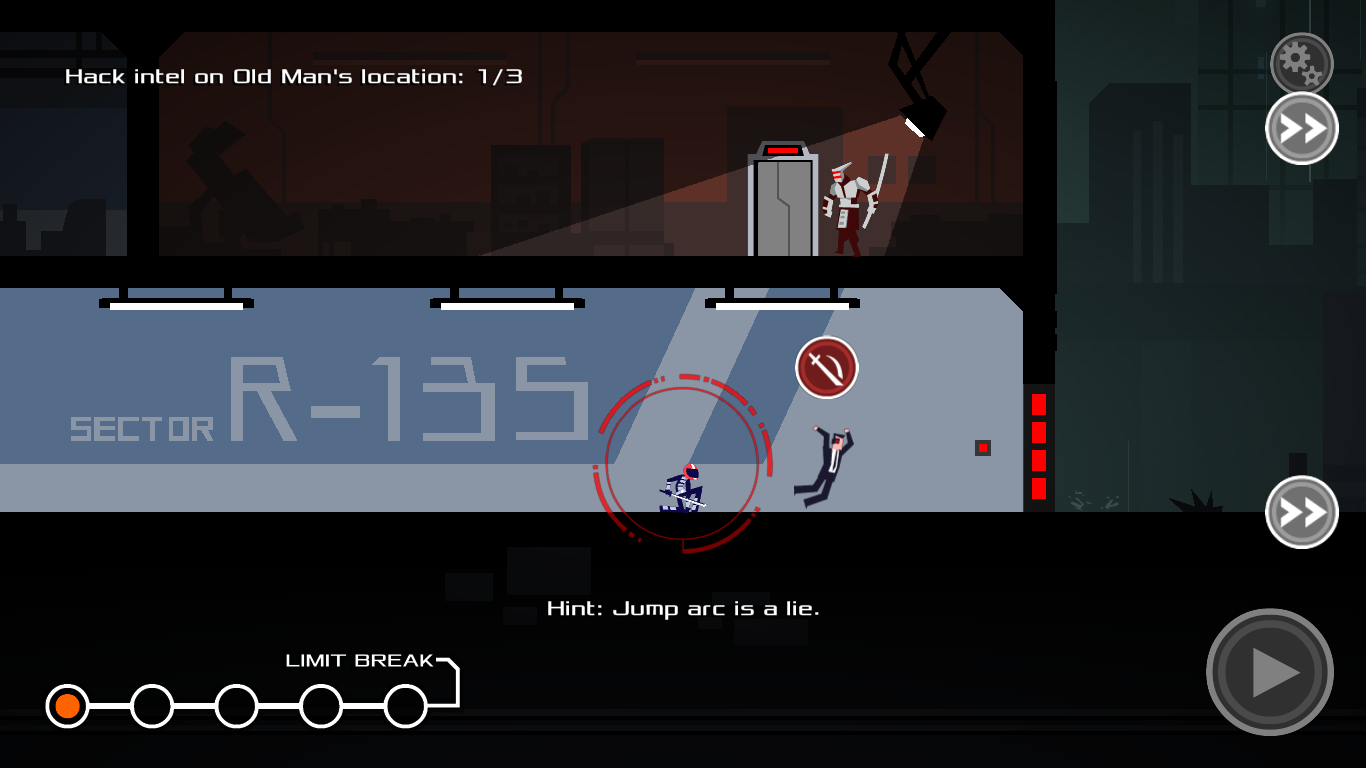 Hack intel on Old Man's location: 1/3
SECTOR R-135
Hint: Jump arc is a lie.
LIMIT BREAK